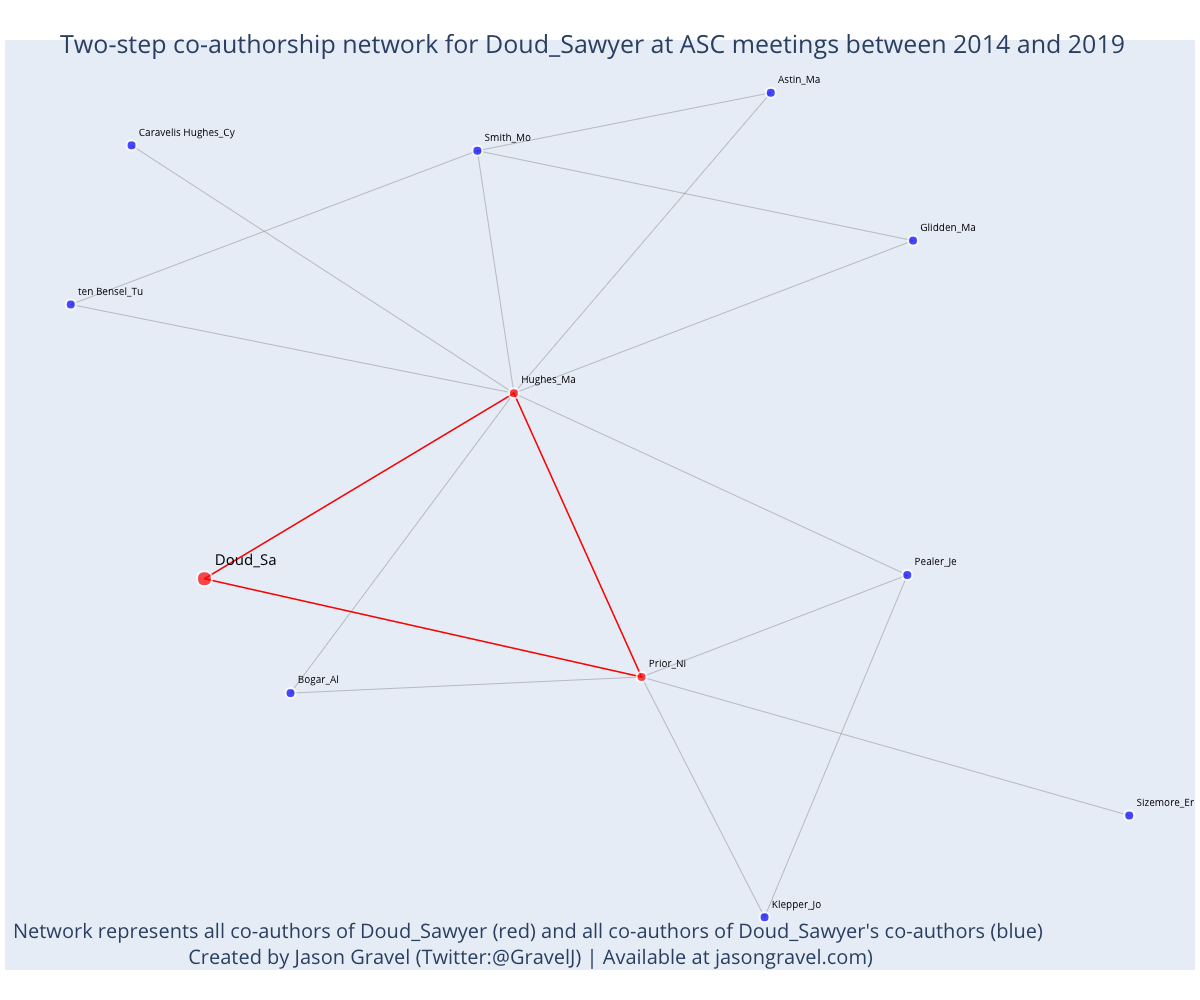 Two-step co-authorship network for Doud_Sawyer at ASC meetings between 2014 and 2019
Astin_Ma
Caravelis Hughes_Cy
Smith_Mo
Glidden_Ma
ten Bensel_Tu
Hughes_Ma
Doud_Sa
Pealer_Je
Prior_Ni
Bogar_Al
Sizemore_Er
Klepper_Jo
Network represents all co-authors of Doud_Sawyer (red) and all co-authors of Doud_Sawyer's co-authors (blue)
Created by Jason Gravel (Twitter:@GravelJ) | Available at jasongravel.com)